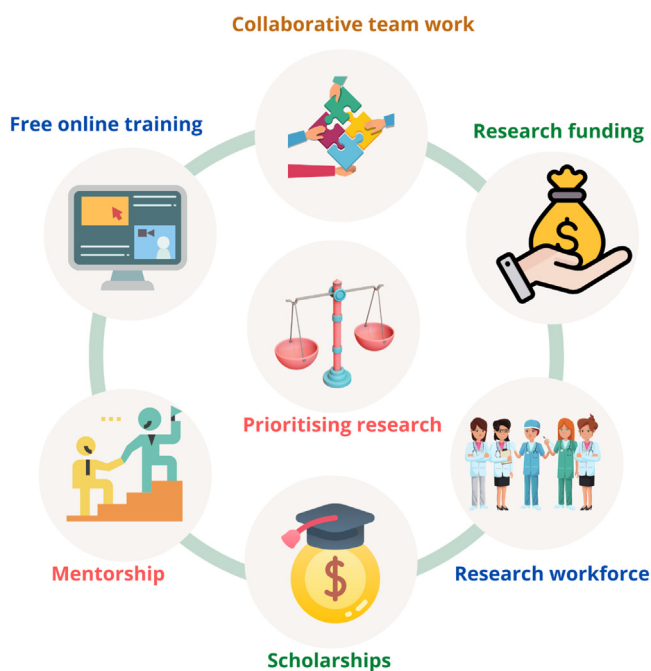 Collaborative team work
Free online training
Research funding
$
Prioritising research
Mentorship
Research workforce
$
Scholarships